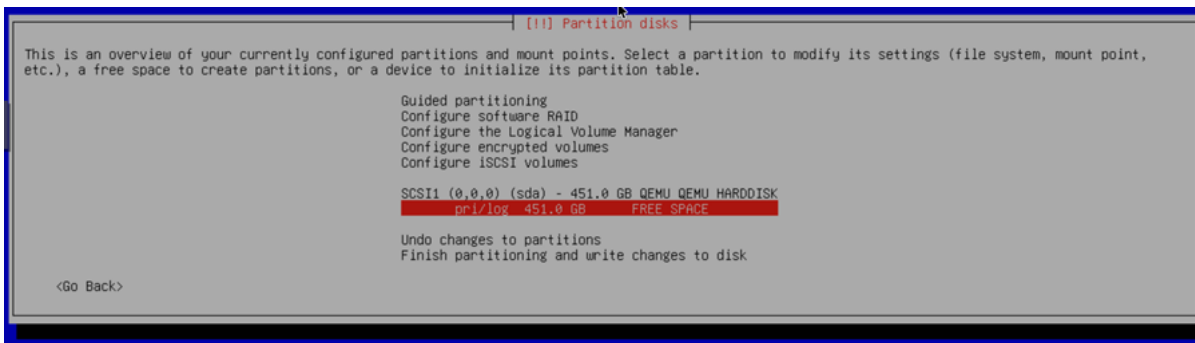 [!!] Partition disks
This is an overview of your currently configured partitions and mount points. Select a partition to modify its settings (file system, mount point,
etc.), a free space to create partitions, or a device to initialize its partition table.
Guided partitioning
Configure software RAID
Configure the Logical Volume Manager
Configure encrypted volumes
Configure iSCSI volumes
SCSI1 (0,0,0) (sda) - 451.0 GB QEMU QEMU HARDDISK
pri/log 451.0 GB FREE SPACE
Undo changes to partitions
Finish partitioning and write changes to disk
<Go Back>